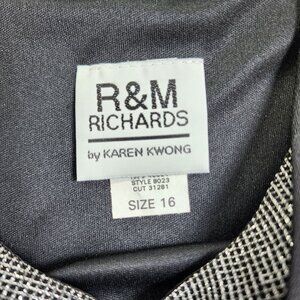 R&M
RICHARDS
by KAREN KWONG
STYLE 8023
CUT 31281
SIZE 16